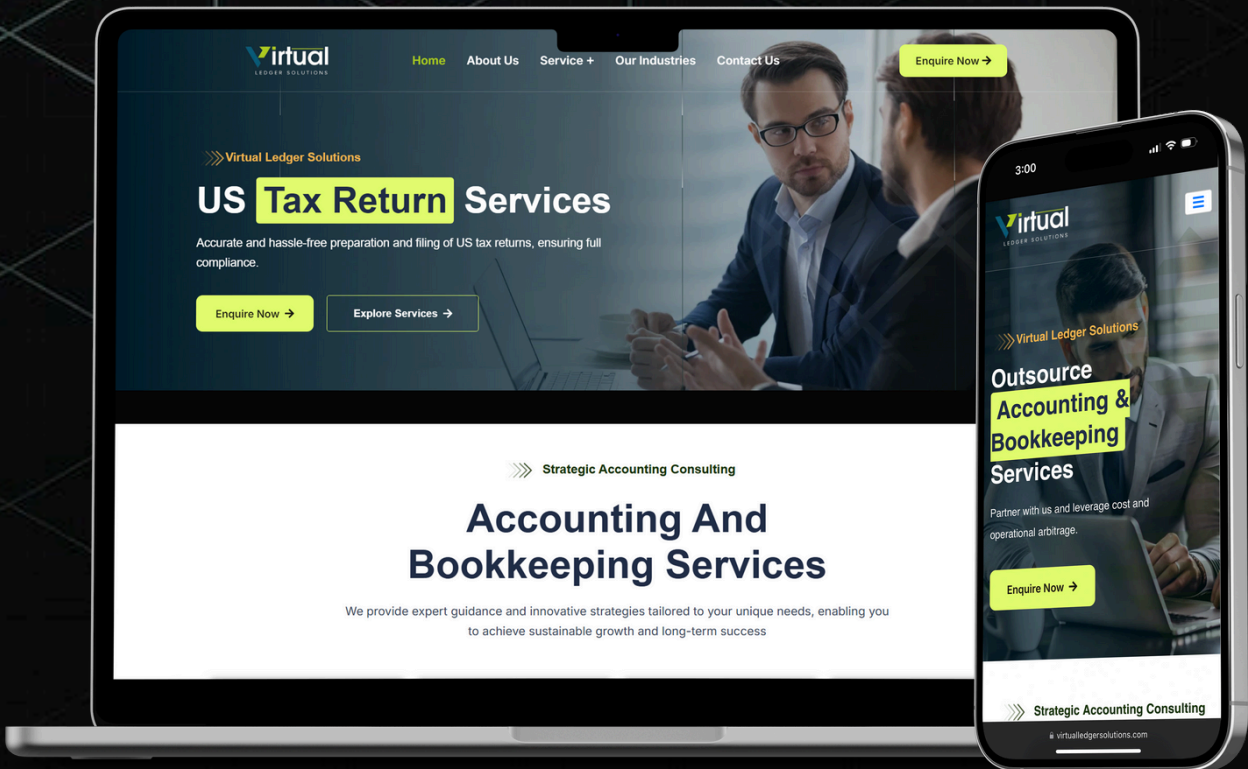 Virtual
LEDGER SOLUTIONS
Home About Us Service + Our Industries Contact Us
Enquire Now →
Virtual Ledger Solutions
US Tax Return Services
Accurate and hassle-free preparation and filing of US tax returns, ensuring full
compliance.
Enquire Now → Explore Services →
Strategic Accounting Consulting
Accounting And
Bookkeeping Services
We provide expert guidance and innovative strategies tailored to your unique needs, enabling you
to achieve sustainable growth and long-term success
3:00
Virtual
LEDGER SOLUTIONS
Virtual Ledger Solutions
Outsource
Accounting &
Bookkeeping
Services
Partner with us and leverage cost and
operational arbitrage.
Enquire Now →
Strategic Accounting Consulting
virtualledgersolutions.com